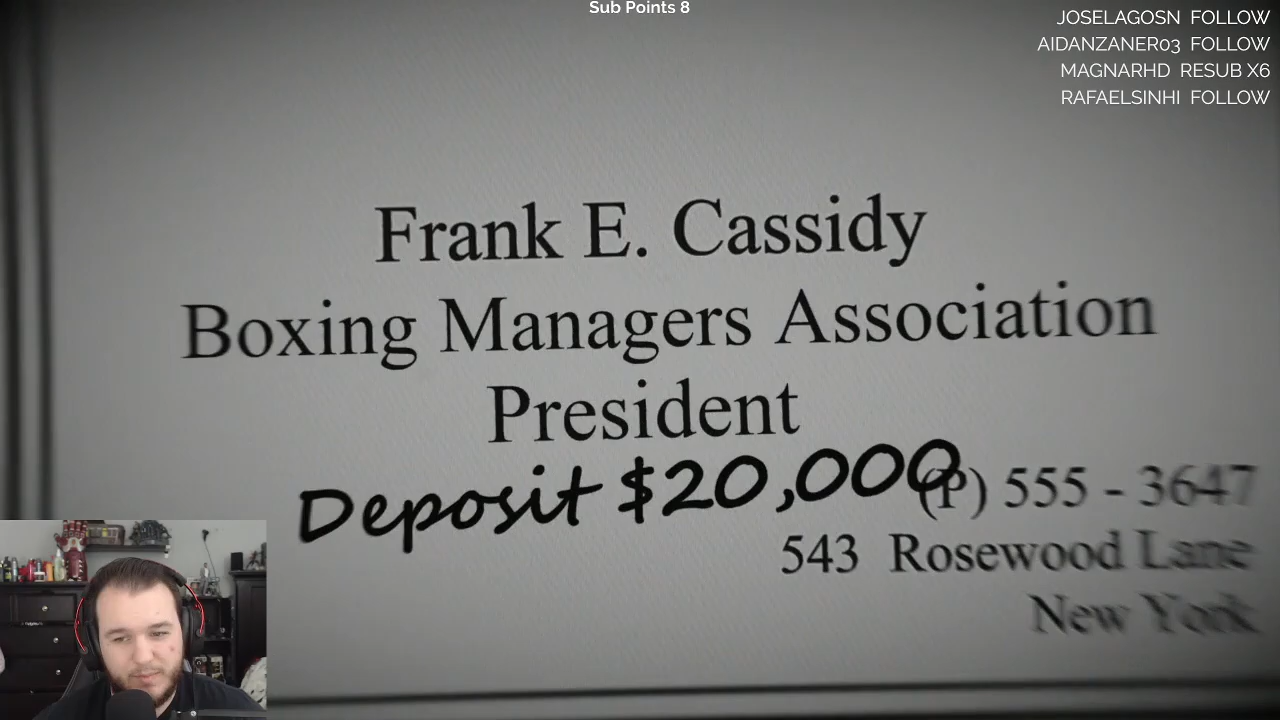 Sub Points 8
JOSELAGOSN FOLLOW
AIDANZANER03 FOLLOW
MAGNARHD RESUB X6
RAFAELSINHI FOLLOW
Frank E. Cassidy
Boxing Managers Association
President
Deposit $20,000
(P) 555 - 3647
543 Rosewood Lane
New York